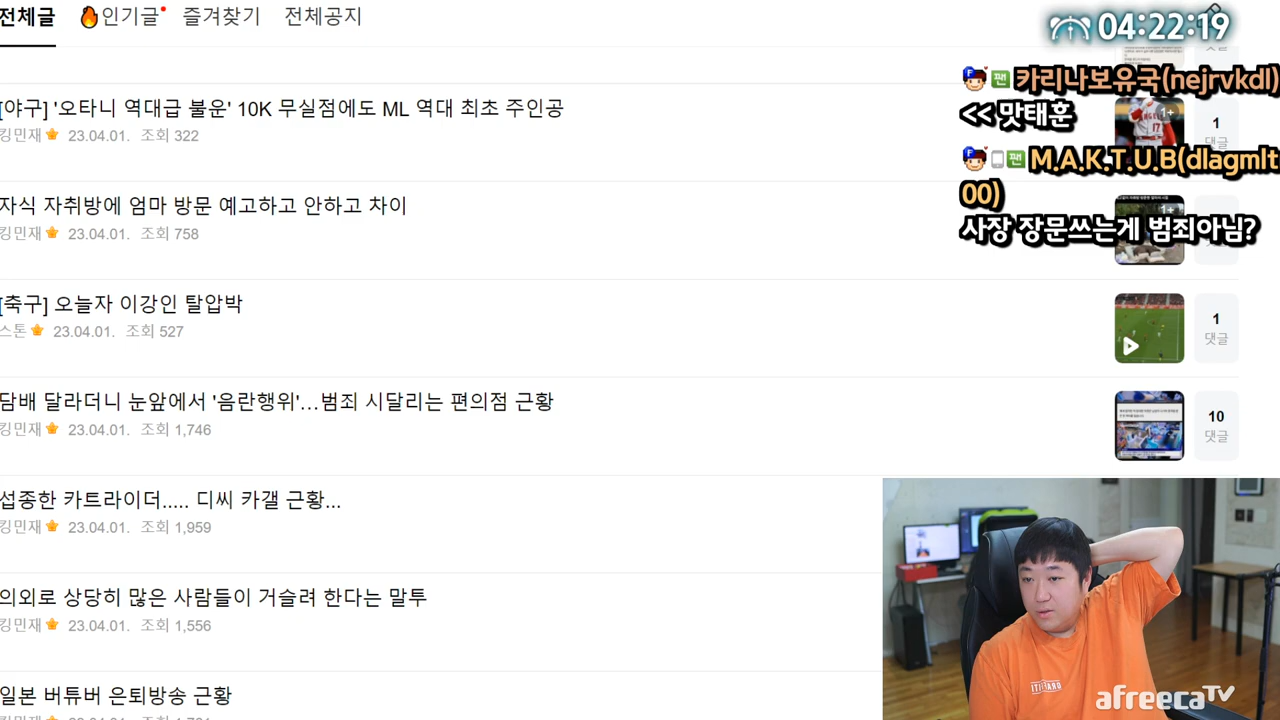 전체글 인기글 즐겨찾기 전체공지
04:22:19
[야구] '오타니 역대급 불운' 10K 무실점에도 ML 역대 최초 주인공
킹민재 23.04.01. 조회 322
1+
17
1
댓글
자식 자취방에 엄마 방문 예고하고 안하고 차이
킹민재 23.04.01. 조회 758
1+
[축구] 오늘자 이강인 탈압박
스톤 23.04.01. 조회 527
1
댓글
담배 달라더니 눈앞에서 '음란행위'…범죄 시달리는 편의점 근황
킹민재 23.04.01. 조회 1,746
10
댓글
섭종한 카트라이더..... 디씨 카갤 근황...
킹민재 23.04.01. 조회 1,959
의외로 상당히 많은 사람들이 거슬려 한다는 말투
킹민재 23.04.01. 조회 1,556
일본 버튜버 은퇴방송 근황
F 팬 카리나보유국(nejrvkdl)
<< 맛태훈
F 팬 M.A.K.T.U.B(dlagmlt
00)
사장 장문쓰는게 범죄아님?
afreecaTV